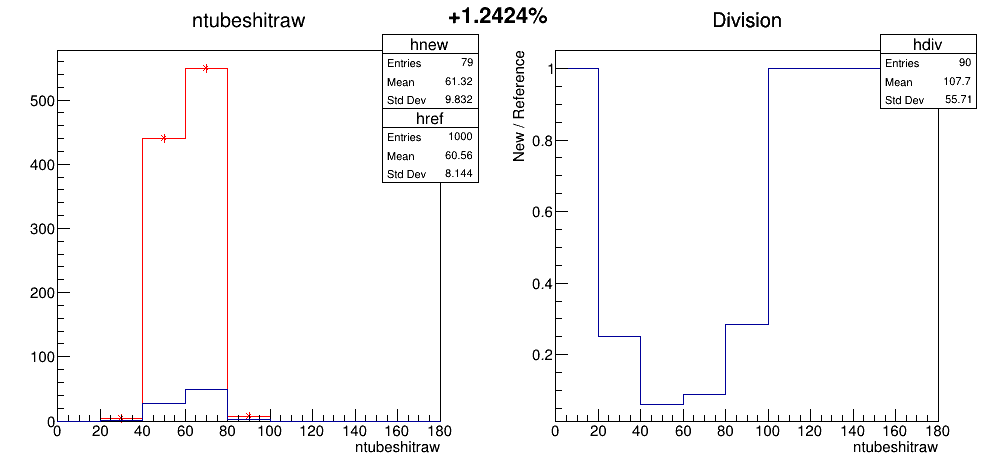 ntubeshitraw
+1.2424%
Division
hnew
Entries 79
Mean 61.32
Std Dev 9.832
href
Entries 1000
Mean 60.56
Std Dev 8.144
500
400
300
200
100
0
0 20 40 60 80 100 120 140 160 180
ntubeshitraw
hdiv
Entries 90
Mean 107.7
Std Dev 55.71
New / Reference
1
0.8
0.6
0.4
0.2
0 20 40 60 80 100 120 140 160 180
ntubeshitraw